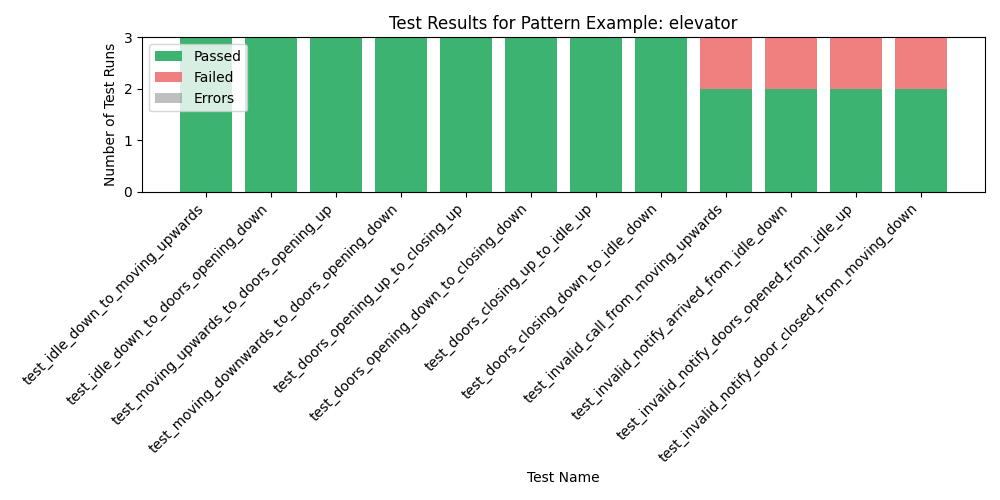 Test Results for Pattern Example: elevator
Number of Test Runs
3
2
1
0
Passed
Failed
Errors
test_idle_down_to_moving_upwards
test_idle_down_to_doors_opening_down
test_moving_upwards_to_doors_opening_up
test_moving_downwards_to_doors_opening_down
test_doors_opening_up_to_closing_up
test_doors_opening_down_to_closing_down
test_doors_closing_up_to_idle_up
test_doors_closing_down_to_idle_down
test_invalid_call_from_moving_upwards
test_invalid_notify_arrived_from_idle_down
test_invalid_notify_doors_opened_from_idle_up
test_invalid_notify_door_closed_from_moving_down
Test Name